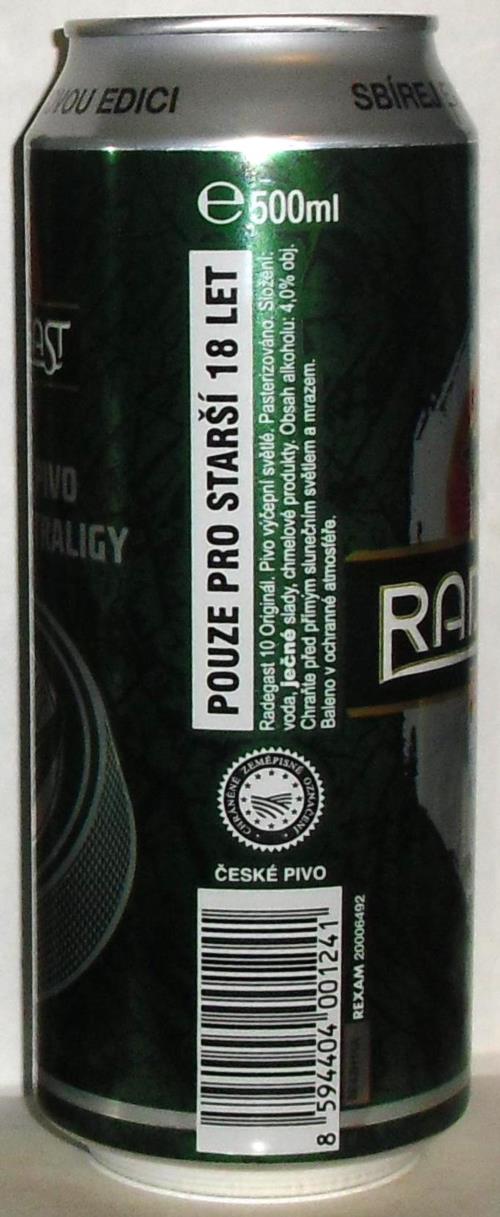 VOU EDICI
SBÍREJ
℮ 500ml
POUZE PRO STARŠÍ 18 LET
Radegast 10 Originál. Pivo výčepní světlé. Pasterizováno. Složení:
voda, ječné slady, chmelové produkty. Obsah alkoholu: 4,0% obj.
Chraňte před přímým slunečním světlem a mrazem.
Baleno v ochranné atmosféře.
AST
PIVO
RALIGY
RAD
CHRÁNĚNÉ ZEMĚPISNÉ OZNAČENÍ
ČESKÉ PIVO
8 594404 001241
REXAM 20006492